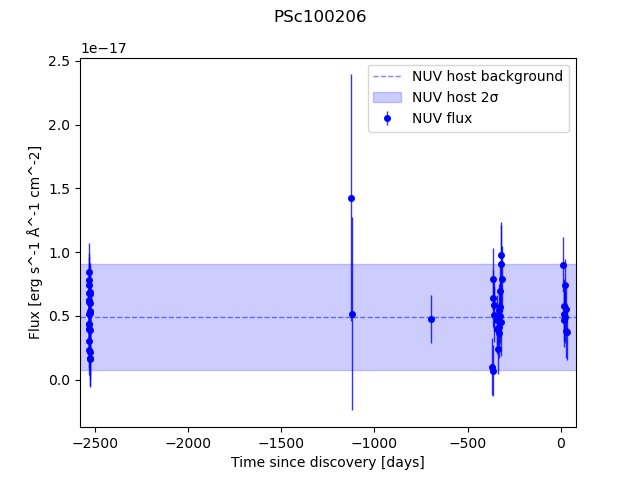 PSc100206
1e−17
NUV host background
NUV host 2σ
NUV flux
2.5
2.0
1.5
1.0
0.5
0.0
Flux [erg s^-1 Å^-1 cm^-2]
−2500 −2000 −1500 −1000 −500 0
Time since discovery [days]